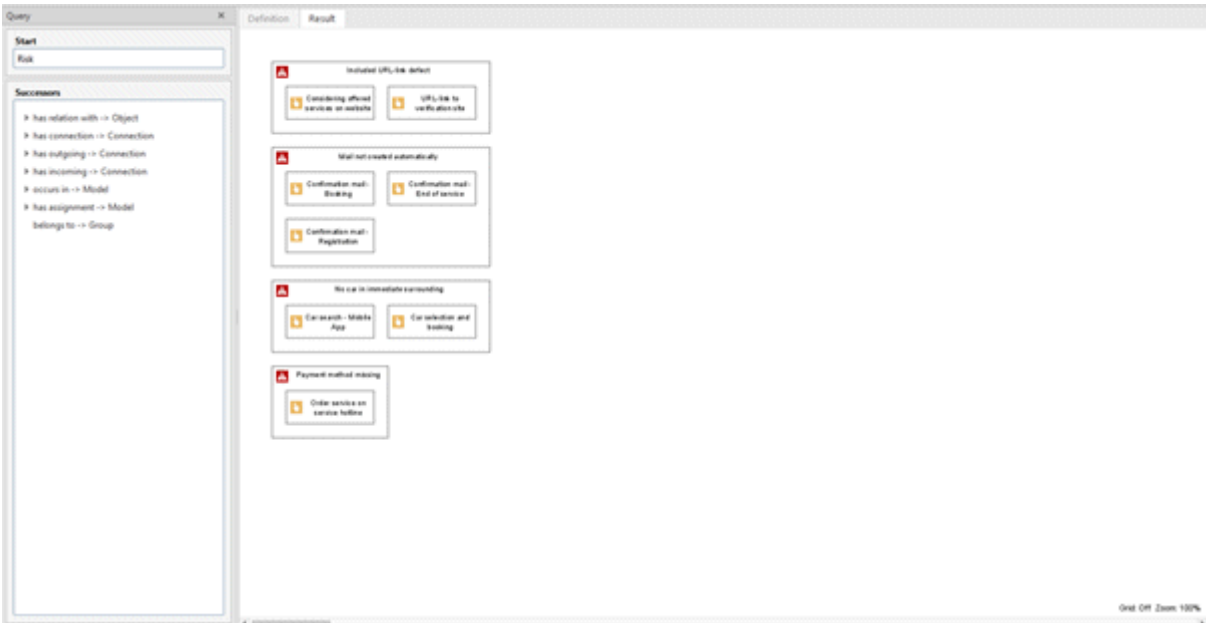 Query
Definition
Result
Start
Risk
Successors
has relation with -> Object
has connection -> Connection
has outgoing -> Connection
has incoming -> Connection
occurs in -> Model
has assignment -> Model
belongs to -> Group
Included URL-link defect
Considering offered
services on website
URL-link to
verification site
Mail not created automatically
Confirmation mail -
Booking
Confirmation mail -
End of service
Confirmation mail -
Registration
No car in immediate surrounding
Car search - Mobile
App
Car selection and
booking
Payment method missing
Order service on
service hotline
Grid: Off Zoom: 100%